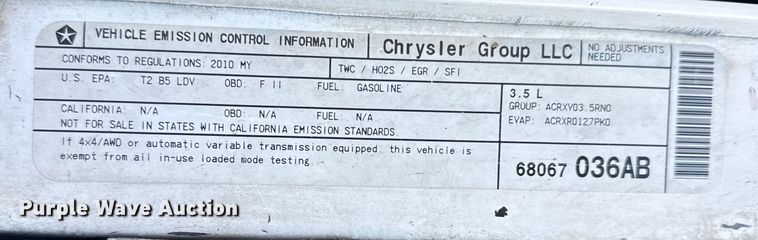 VEHICLE EMISSION CONTROL INFORMATION
Chrysler Group LLC
NO ADJUSTMENTS
NEEDED
CONFORMS TO REGULATIONS: 2010 MY
TWC / HO2S / EGR / SFI
U.S. EPA: T2 B5 LDV OBD: F II FUEL: GASOLINE
3.5 L
GROUP: ACRXV03.5RN0
EVAP: ACRXR0127PK0
CALIFORNIA: N/A OBD: N/A FUEL: N/A
NOT FOR SALE IN STATES WITH CALIFORNIA EMISSION STANDARDS.
If 4x4/AWD or automatic variable transmission equipped, this vehicle is
exempt from all in-use loaded mode testing.
68067 036AB
Purple Wave Auction